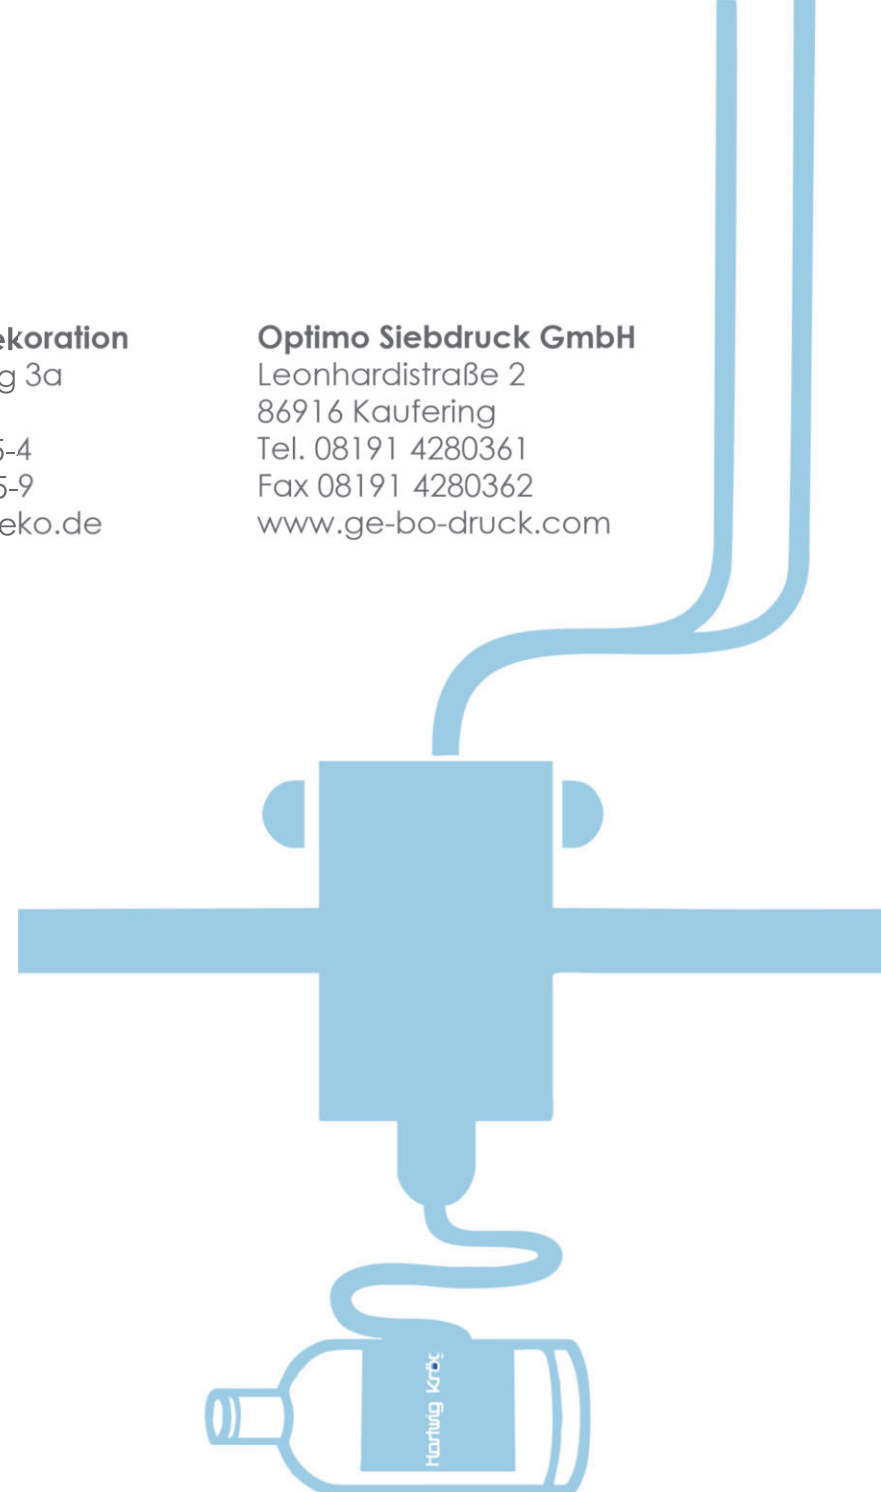 ekoration
g 3a
5-4
5-9
eko.de
Optimo Siebdruck GmbH
Leonhardistraße 2
86916 Kaufering
Tel. 08191 4280361
Fax 08191 4280362
www.ge-bo-druck.com
Hartwig